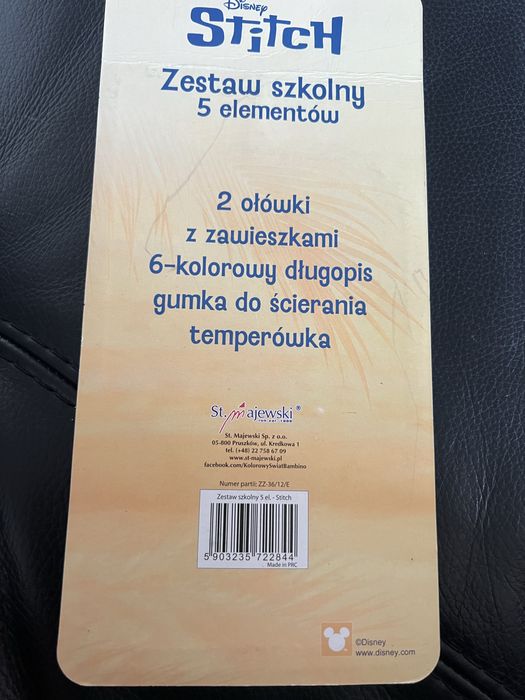 Disney
STITCH
Zestaw szkolny
5 elementów
2 ołówki
z zawieszkami
6-kolorowy długopis
gumka do ścierania
temperówka
St. Majewski ®
rok zał. 1889
St. Majewski Sp. z o.o.
05-800 Pruszków, ul. Kredkowa 1
tel. (+48) 22 758 67 09
www.st-majewski.pl
facebook.com/KolorowySwiatBambino
Numer partii: ZZ-36/12/E
Zestaw szkolny 5 el. - Stitch
5 903235 722844
Made in PRC
©Disney
www.disney.com